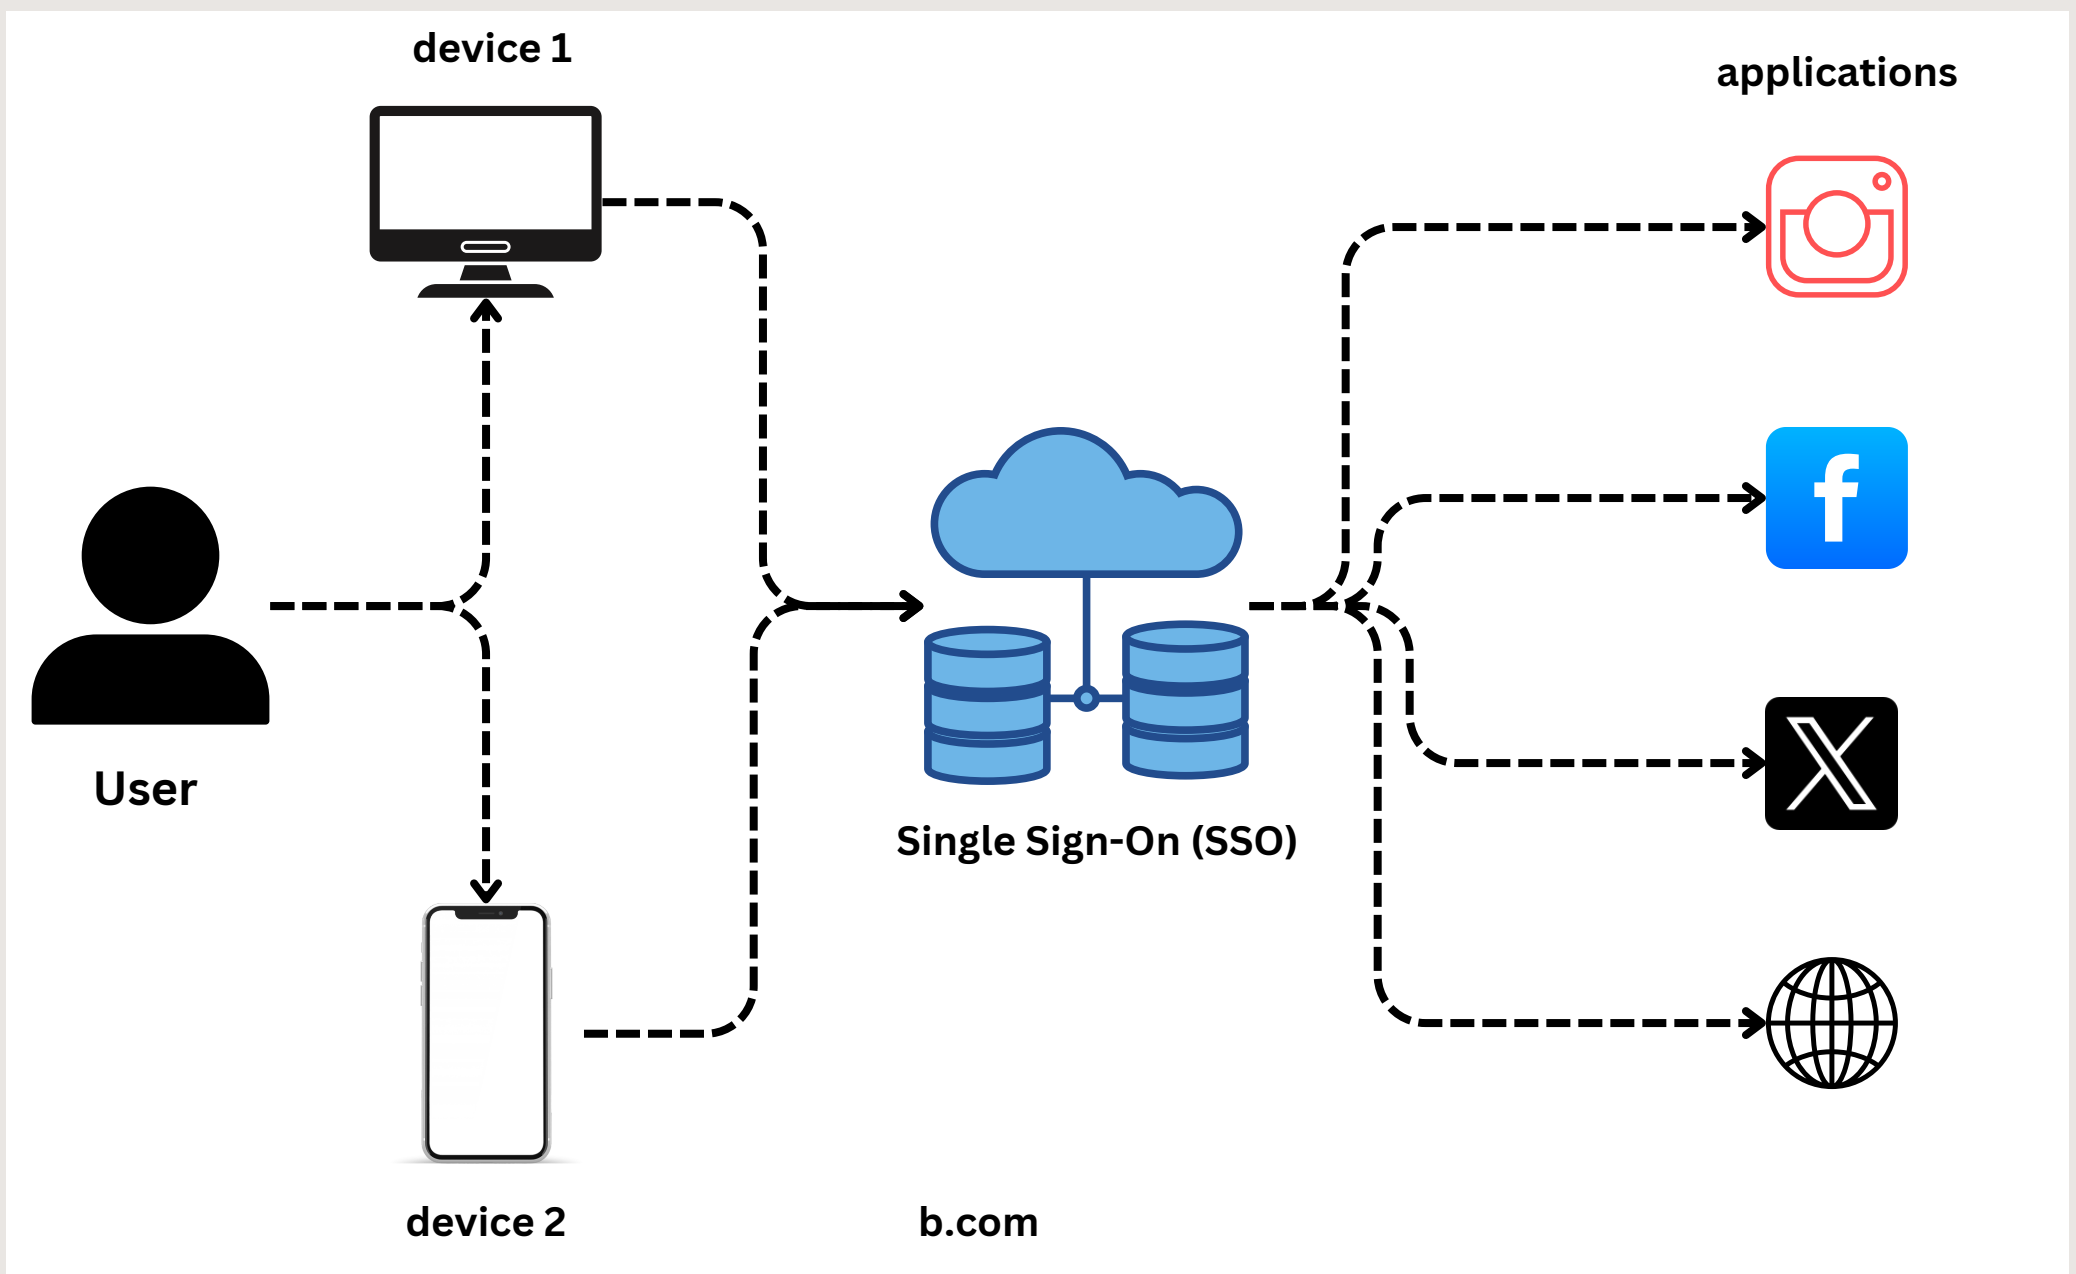 device 1
applications
User
Single Sign-On (SSO)
device 2
b.com